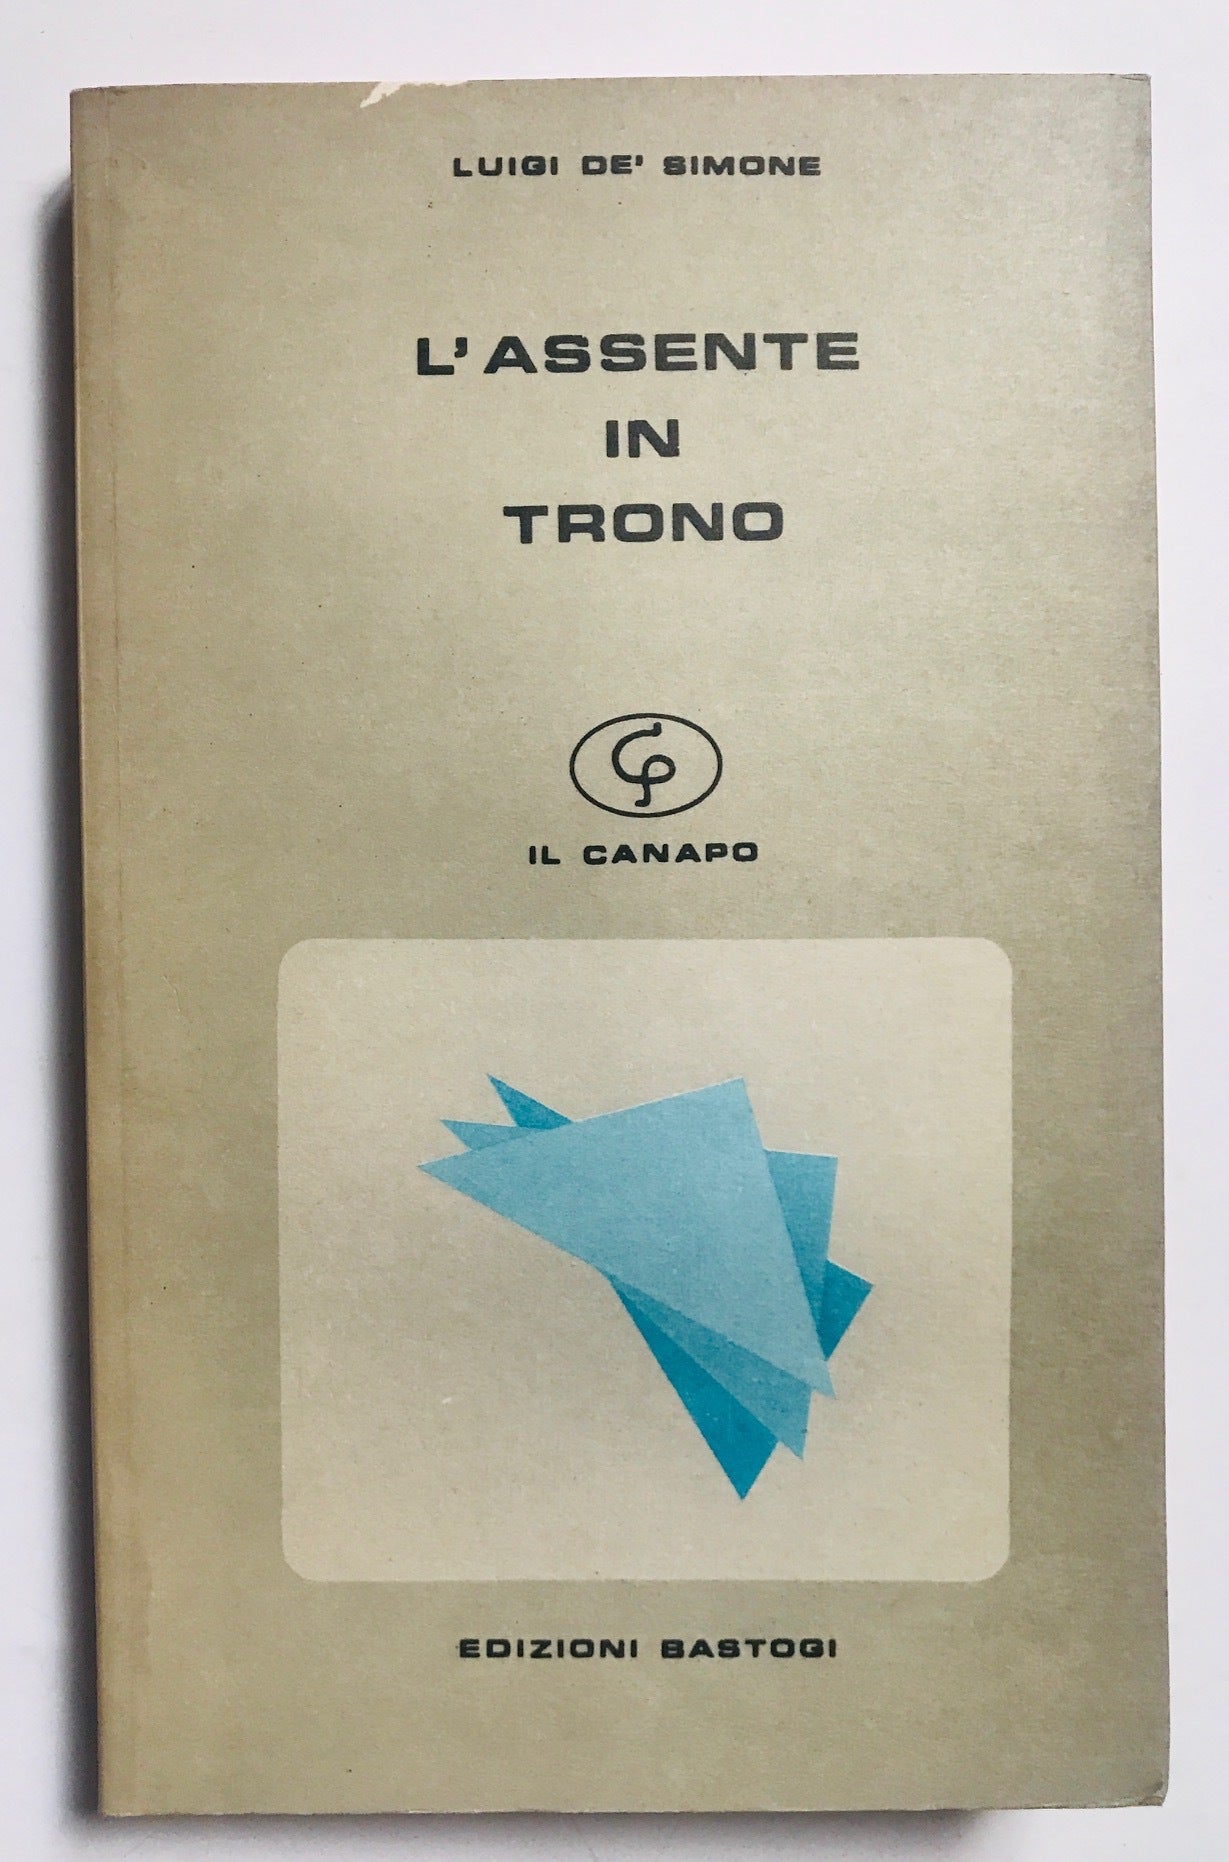 LUIGI DE' SIMONE
L'ASSENTE
IN
TRONO
IL CANAPO
EDIZIONI BASTOGI